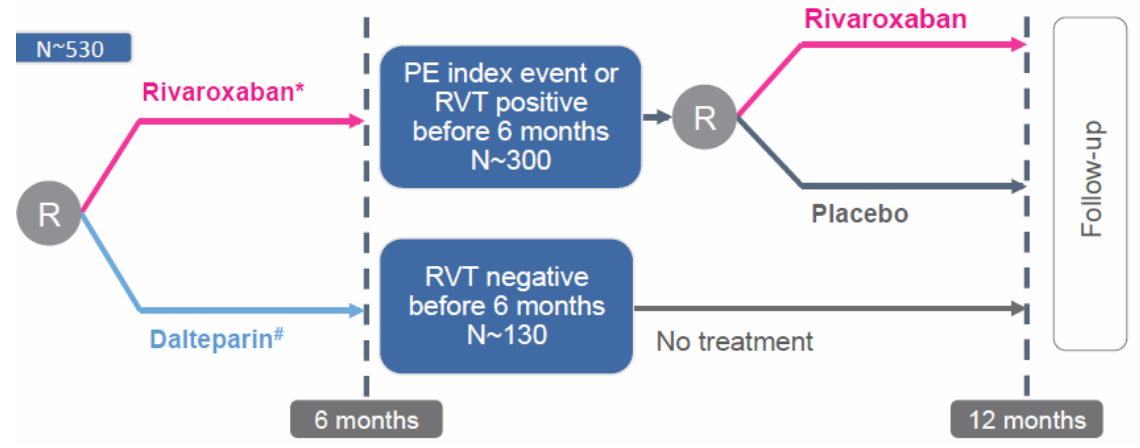 N~530
Rivaroxaban*
R
Dalteparin#
PE index event or
RVT positive
before 6 months
N~300
RVT negative
before 6 months
N~130
R
Rivaroxaban
Placebo
No treatment
Follow-up
6 months
12 months